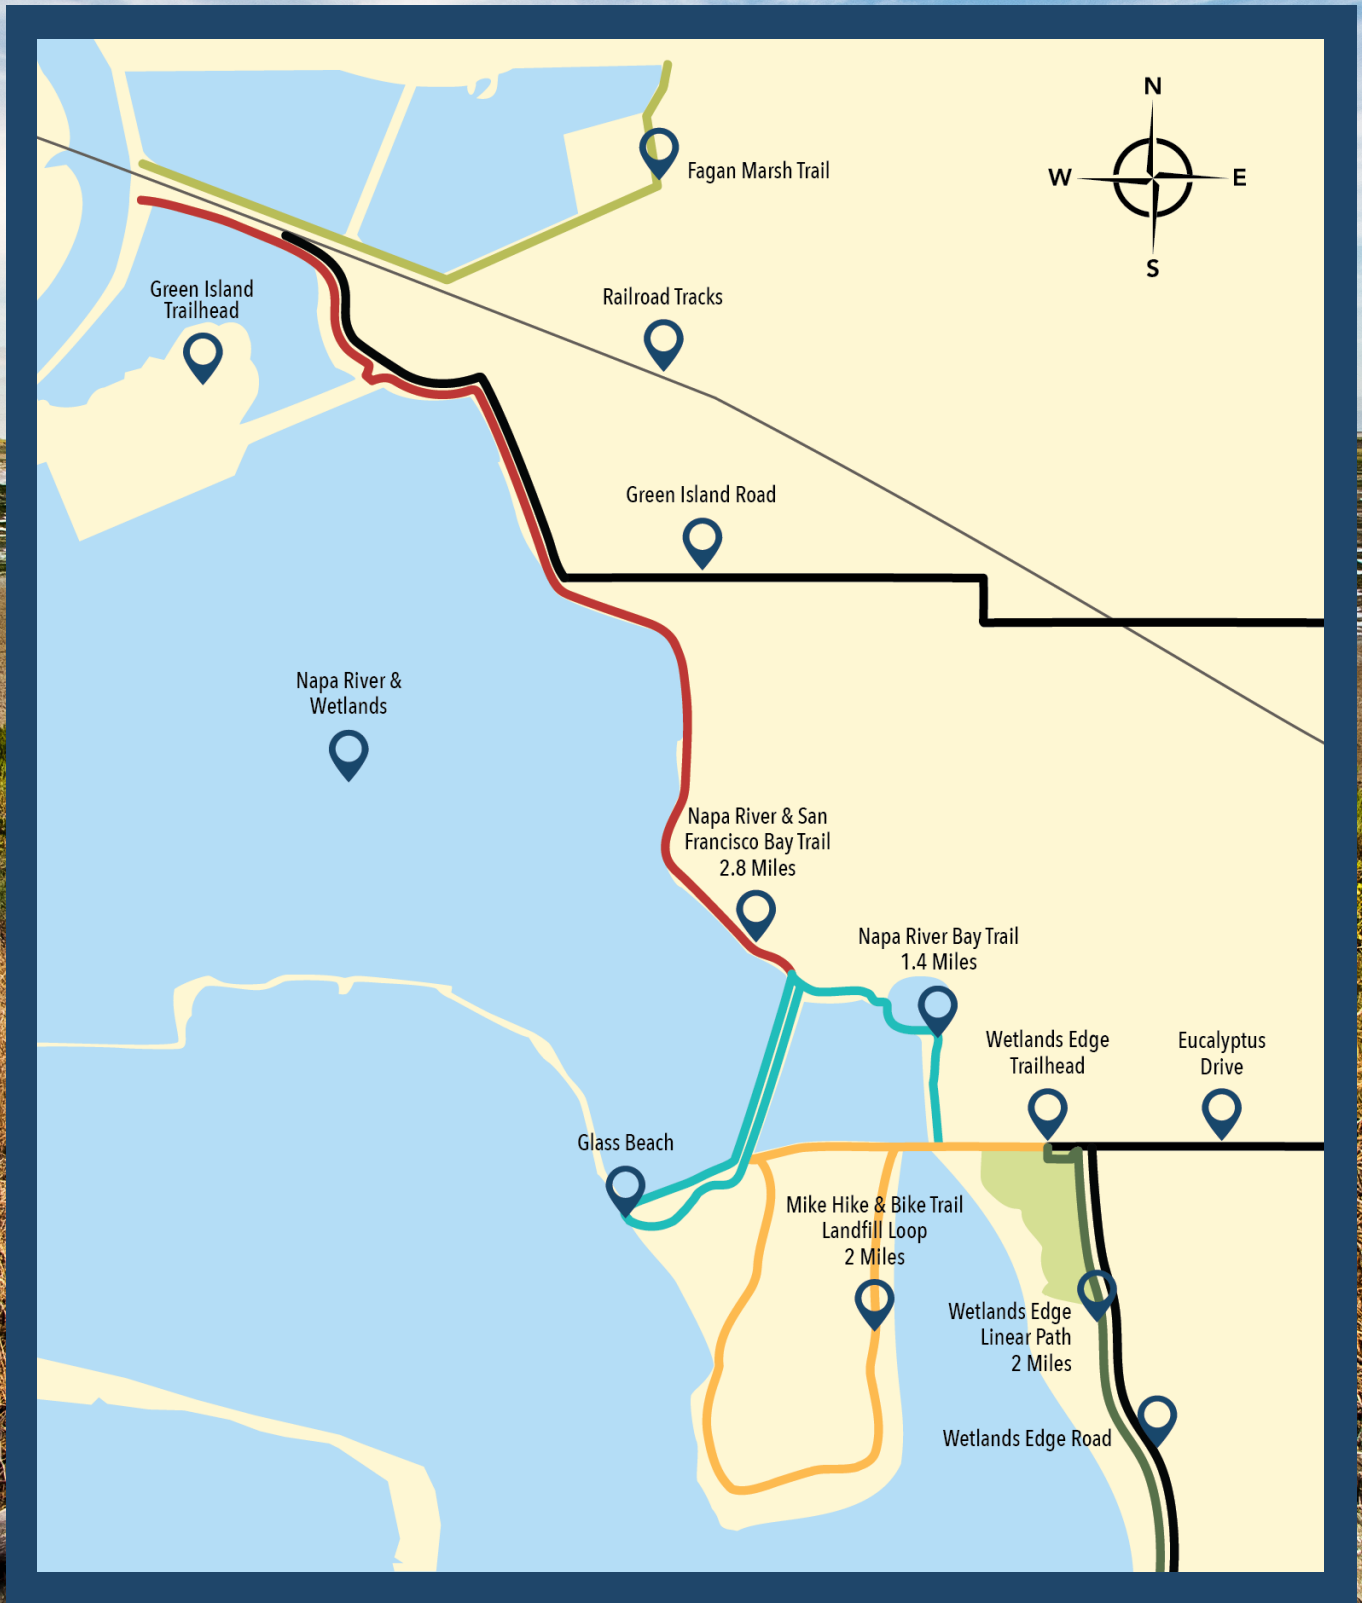 N
Fagan Marsh Trail
W
E
S
Green Island
Trailhead
Railroad Tracks
Green Island Road
Napa River &
Wetlands
Napa River & San
Francisco Bay Trail
2.8 Miles
Napa River Bay Trail
1.4 Miles
Wetlands Edge
Trailhead
Eucalyptus
Drive
Glass Beach
Mike Hike & Bike Trail
Landfill Loop
2 Miles
Wetlands Edge
Linear Path
2 Miles
Wetlands Edge Road